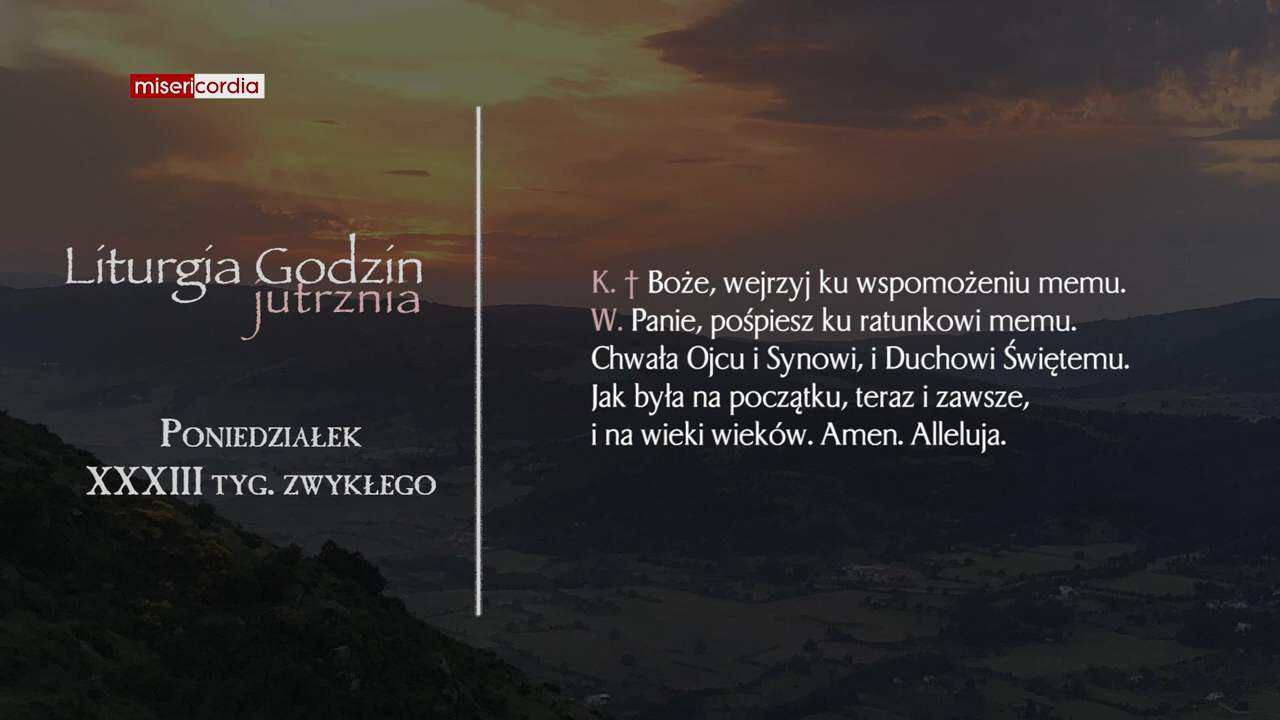 misericordia
Liturgia Godzin
jutrznia
Poniedziałek
XXXIII tyg. zwykłego
K. † Boże, wejrzyj ku wspomożeniu memu.
W. Panie, pośpiesz ku ratunkowi memu.
Chwała Ojcu i Synowi, i Duchowi Świętemu.
Jak była na początku, teraz i zawsze,
i na wieki wieków. Amen. Alleluja.